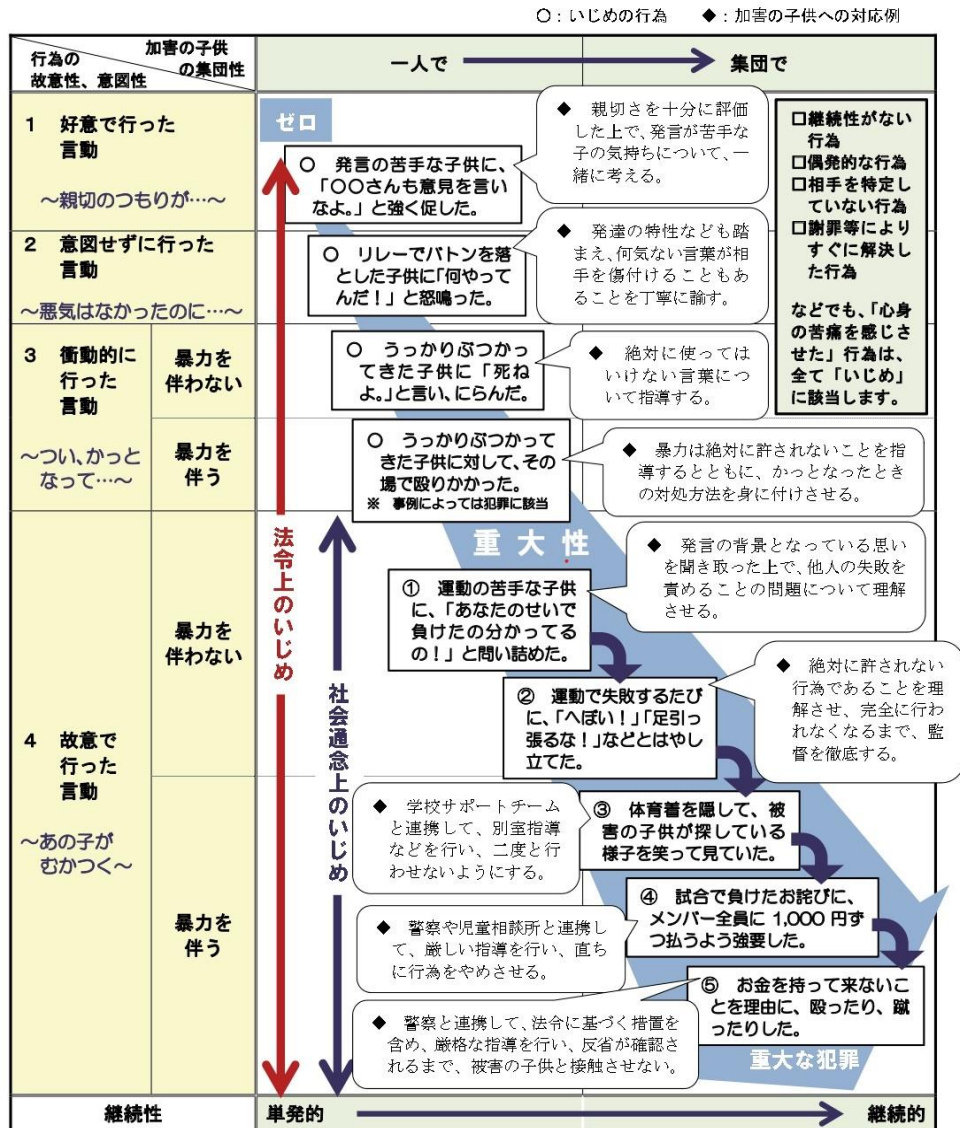 ○：いじめの行為　◆：加害の子供への対応例
加害の子供
の集団性
行為の
故意性、意図性
一人で
集団で
1　好意で行った
言動
～親切のつもりが…～
ゼロ
○　発言の苦手な子供に、
「〇〇さんも意見を言い
なよ。」と強く促した。
◆　親切さを十分に評価
した上で、発言が苦手な
子の気持ちについて、一
緒に考える。
□継続性がない
行為
□偶発的な行為
□相手を特定し
ていない行為
□謝罪等により
すぐに解決し
た行為
などでも、「心身
の苦痛を感じさ
せた」行為は、
全て「いじめ」
に該当します。
2　意図せずに行った
言動
～悪気はなかったのに…～
○　リレーでバトンを落
とした子供に「何やって
んだ！」と怒鳴った。
◆　発達の特性なども踏
まえ、何気ない言葉が相
手を傷付けることもあ
ることを丁寧に諭す。
3　衝動的に
行った
言動
～つい、かっと
なって…～
暴力を
伴わない
○　うっかりぶつかっ
てきた子供に「死ね
よ。」と言い、にらんだ。
◆　絶対に使っては
いけない言葉につ
いて指導する。
暴力を
伴う
○　うっかりぶつかって
きた子供に対して、その
場で殴りかかった。
※　事例によっては犯罪に該当
◆　暴力は絶対に許されないことを指
導するとともに、かっとなったとき
の対処方法を身に付けさせる。
法令上のいじめ
社会通念上のいじめ
重大性
4　故意で
行った
言動
～あの子が
むかつく～
暴力を
伴わない
①　運動の苦手な子供
に、「あなたのせいで
負けたの分かってる
の！」と問い詰めた。
◆　発言の背景となっている思い
を聞き取った上で、他人の失敗を
責めることの問題について理解
させる。
②　運動で失敗するたび
に、「へぼい！」「足引っ
張るな！」などとはやし
立てた。
◆　絶対に許されない
行為であることを理
解させ、完全に行わ
れなくなるまで、監
督を徹底する。
暴力を
伴う
③　体育着を隠して、被
害の子供が探している
様子を笑って見ていた。
◆　学校サポートチーム
と連携して、別室指導
などを行い、二度と行
わせないようにする。
④　試合で負けたお詫びに、
メンバー全員に 1,000 円ず
つ払うよう強要した。
◆　警察や児童相談所と連携し
て、厳しい指導を行い、直ち
に行為をやめさせる。
⑤　お金を持って来ないこ
とを理由に、殴ったり、蹴
ったりした。
◆　警察と連携して、法令に基づく措置を
含め、厳格な指導を行い、反省が確認さ
れるまで、被害の子供と接触させない。
重大な犯罪
継続性
単発的
継続的